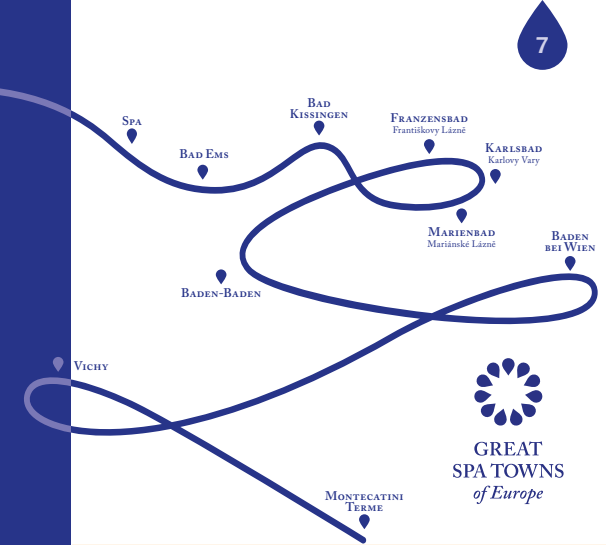 7
Spa
Bad Ems
Bad
Kissingen
Franzensbad
Františkovy Lázně
Karlsbad
Karlovy Vary
Marienbad
Mariánské Lázně
Baden
bei Wien
Baden-Baden
Vichy
Montecatini
Terme
GREAT
SPA TOWNS
of Europe